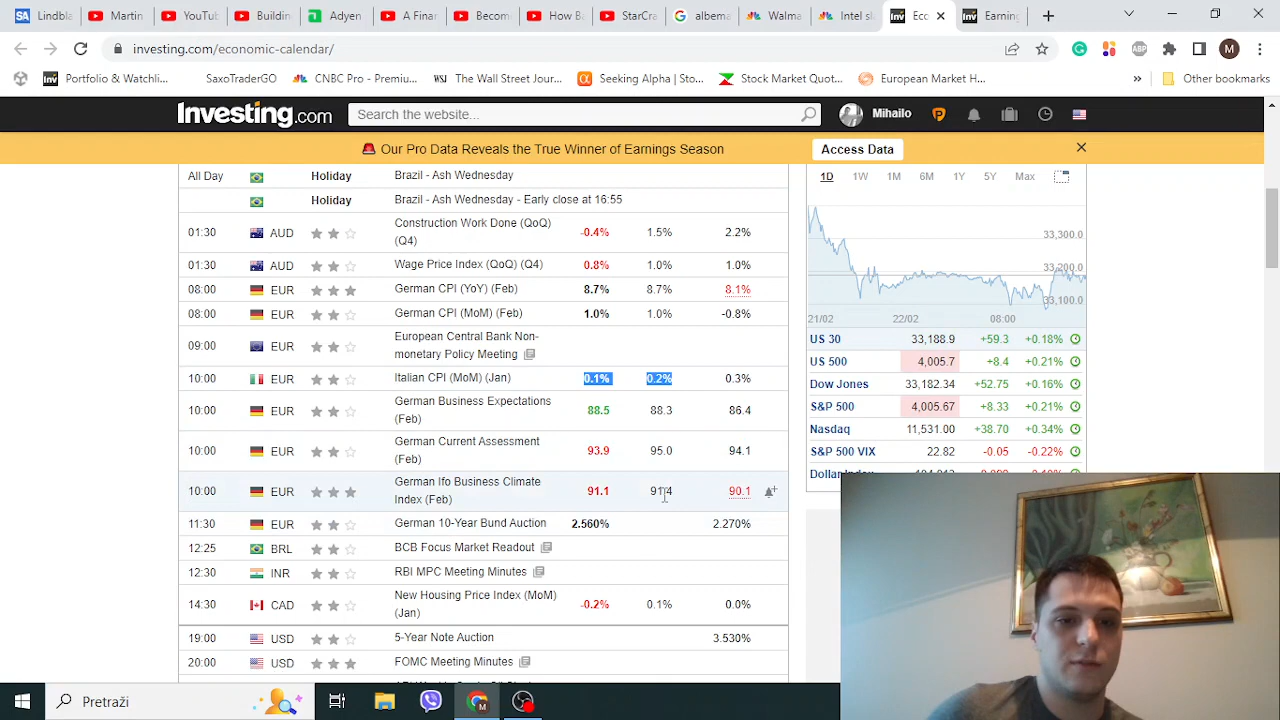 Lindbla
Martin
YouTu
Buildin
Adyen
A Finar
Becom
How B
StarCra
alberta
Walma
Intel sl
Ecc
Earning
investing.com/economic-calendar/
M
Portfolio & Watchli...
SaxoTraderGO
CNBC Pro - Premiu...
The Wall Street Jour...
Seeking Alpha | Sto...
Stock Market Quot...
European Market H...
Other bookmarks
Investing.com
Search the website...
Mihailo
Our Pro Data Reveals the True Winner of Earnings Season
Access Data
All Day Holiday Brazil - Ash Wednesday
Holiday Brazil - Ash Wednesday - Early close at 16:55
01:30 AUD Construction Work Done (QoQ) -0.4% 1.5% 2.2%
(Q4)
01:30 AUD Wage Price Index (QoQ) (Q4) 0.8% 1.0% 1.0%
08:00 EUR German CPI (YoY) (Feb) 8.7% 8.7% 8.1%
08:00 EUR German CPI (MoM) (Feb) 1.0% 1.0% -0.8%
09:00 EUR European Central Bank Non-
monetary Policy Meeting
10:00 EUR Italian CPI (MoM) (Jan) 0.1% 0.2% 0.3%
10:00 EUR German Business Expectations 88.5 88.3 86.4
(Feb)
10:00 EUR German Current Assessment 93.9 95.0 94.1
(Feb)
10:00 EUR German Ifo Business Climate 91.1 91.4 90.1
Index (Feb)
11:30 EUR German 10-Year Bund Auction 2.560% 2.270%
12:25 BRL BCB Focus Market Readout
12:30 INR RBI MPC Meeting Minutes
14:30 CAD New Housing Price Index (MoM) -0.2% 0.1% 0.0%
(Jan)
19:00 USD 5-Year Note Auction 3.530%
20:00 USD FOMC Meeting Minutes
1D 1W 1M 6M 1Y 5Y Max
33,300.0
33,200.0
33,100.0
21/02 22/02 08:00
US 30 33,188.9 +59.3 +0.18%
US 500 4,005.7 +8.4 +0.21%
Dow Jones 33,182.34 +52.75 +0.16%
S&P 500 4,005.67 +8.33 +0.21%
Nasdaq 11,531.00 +38.70 +0.34%
S&P 500 VIX 22.82 -0.05 -0.22%
Dollar Index
Pretraži